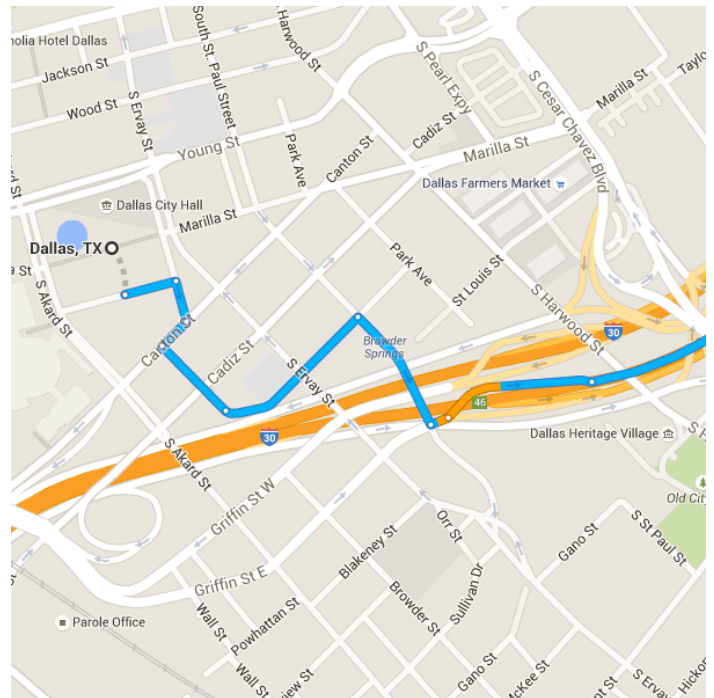 nolia Hotel Dallas
Jackson St
Wood St
S Ervay St
South St. Paul Street
S Harwood St
S Pearl Expy
S Cesar Chavez Blvd
Marilla St
Taylo
Young St
Park Ave
Canton St
Cadiz St
Marilla St
Dallas Farmers Market
Dallas City Hall
Marilla St
Dallas, TX
a St
S Akard St
Park Ave
St Louis St
S Harwood St
Canton St
Cadiz St
Browder
Springs
30
S Ervay St
46
30
Dallas Heritage Village
S H
Old City
S Akard St
Griffin St W
Griffin St E
Orr St
Gano St
S St Paul St
Blakeney St
Sullivan Dr
Browder St
Parole Office
Wall St
Powhattan St
Wall St
view St
Gano St
McKee St
S Ervay
Hickor